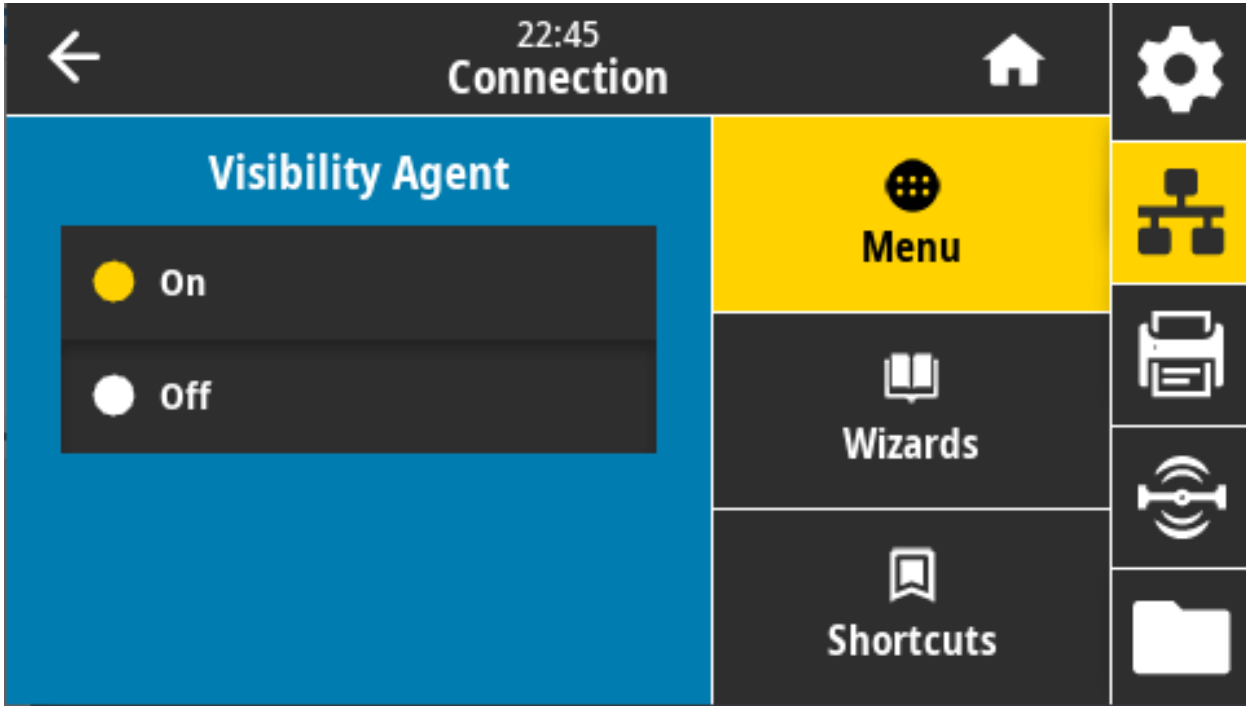 22:45
Connection
Visibility Agent
On
Off
Menu
Wizards
Shortcuts